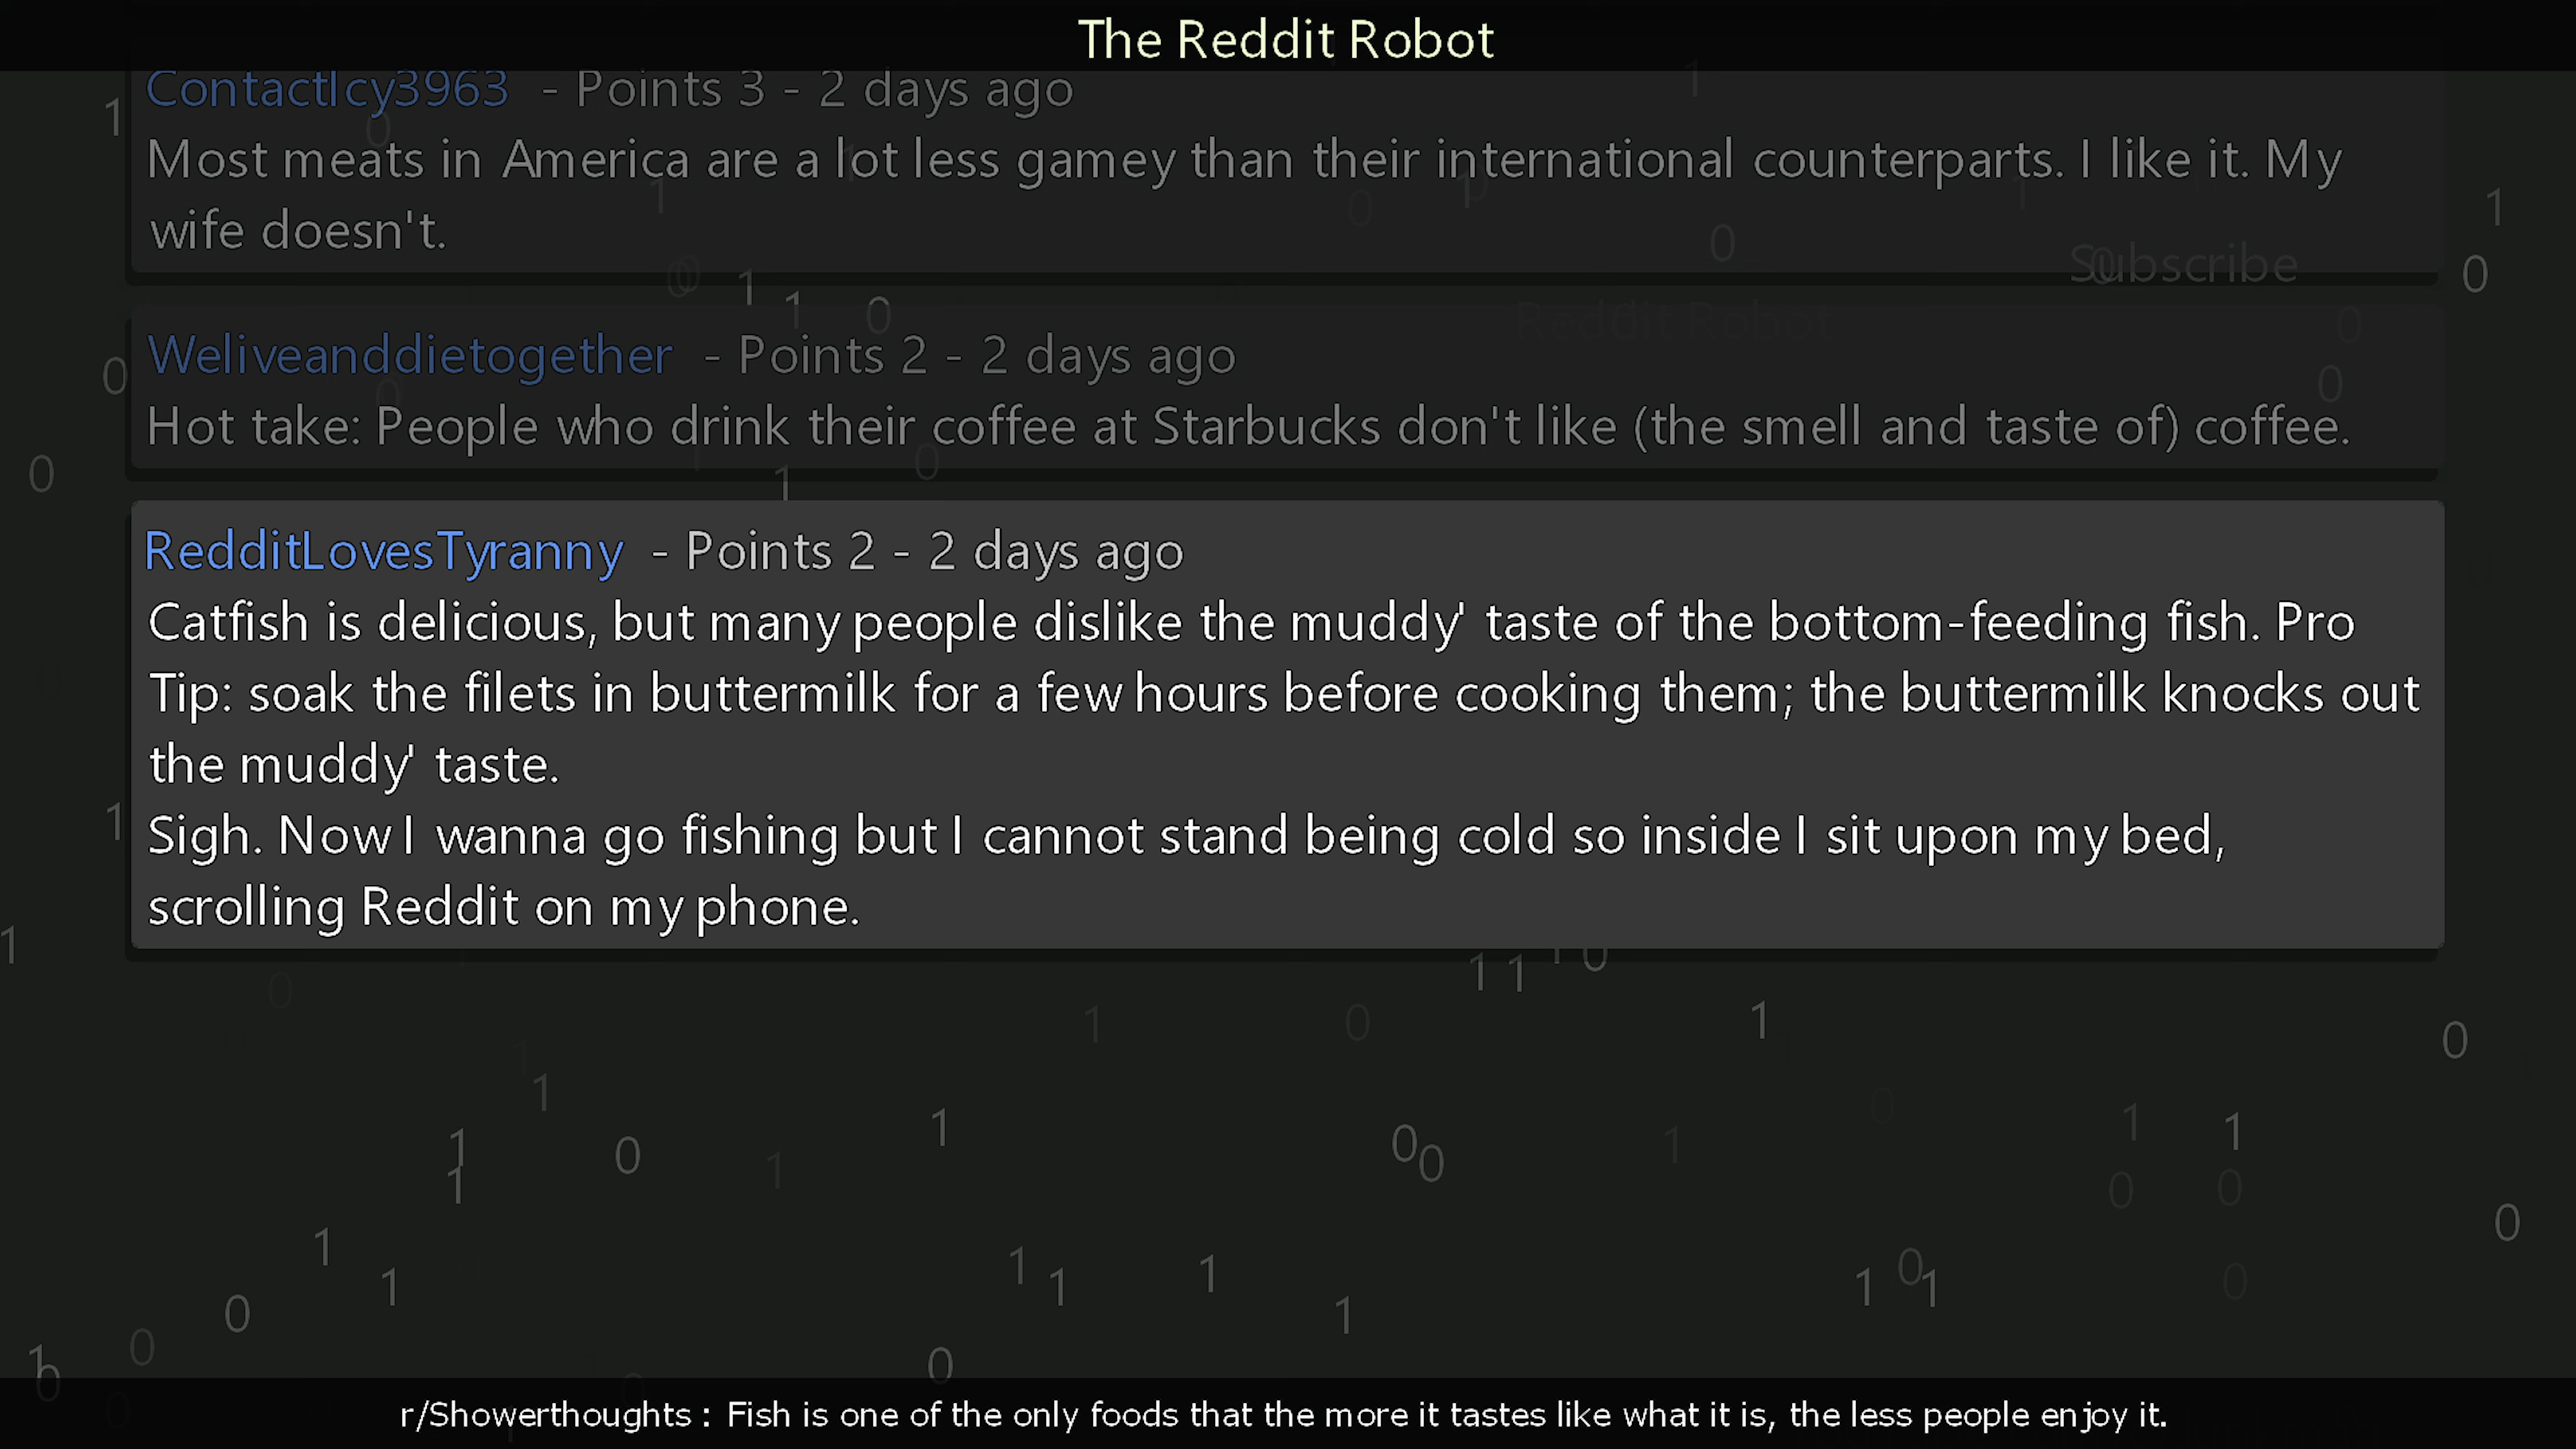 The Reddit Robot
ContactIcy3963 - Points 3 - 2 days ago
Most meats in America are a lot less gamey than their international counterparts. I like it. My
wife doesn't.
Subscribe
Reddit Robot
Weliveanddietogether - Points 2 - 2 days ago
Hot take: People who drink their coffee at Starbucks don't like (the smell and taste of) coffee.
RedditLovesTyranny - Points 2 - 2 days ago
Catfish is delicious, but many people dislike the muddy' taste of the bottom-feeding fish. Pro
Tip: soak the filets in buttermilk for a few hours before cooking them; the buttermilk knocks out
the muddy' taste.
Sigh. Now I wanna go fishing but I cannot stand being cold so inside I sit upon my bed,
scrolling Reddit on my phone.
r/Showerthoughts : Fish is one of the only foods that the more it tastes like what it is, the less people enjoy it.